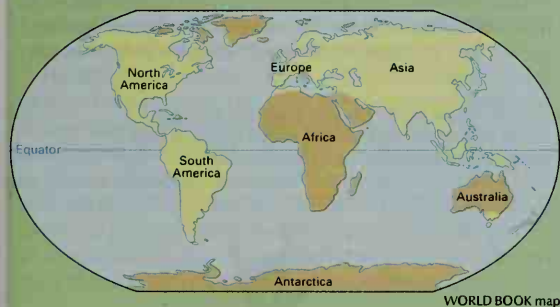 North
America
Europe
Asia
Africa
Equator
South
America
Australia
Antarctica
WORLD BOOK map